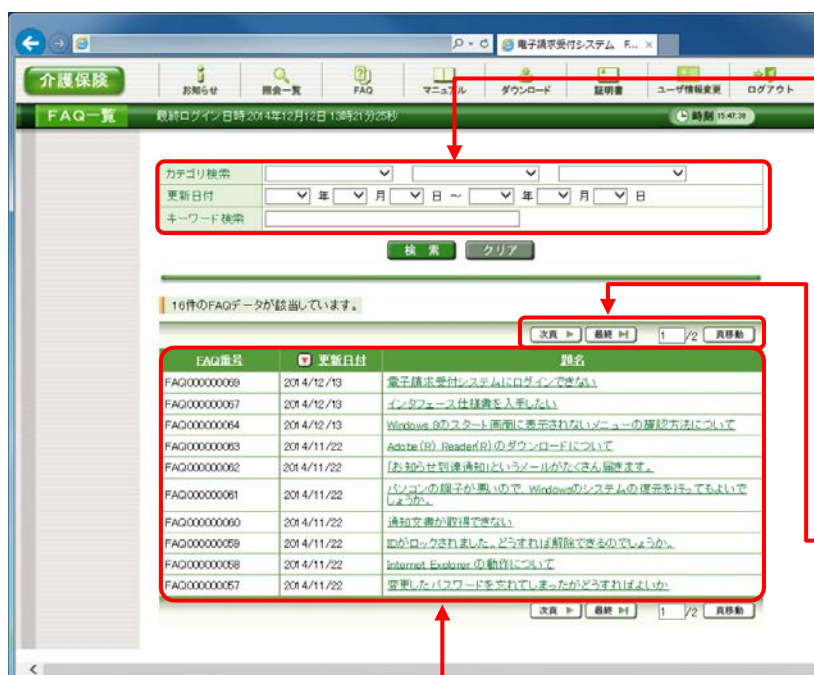 電子請求受付システム F... ×
介護保険
お知らせ 照会一覧 FAQ マニュアル ダウンロード 証明書 ユーザ情報変更 ログアウト
FAQ一覧 最終ログイン日時:2014年12月12日 13時21分25秒 時刻 15:47:38
カテゴリ検索
更新日付 年 月 日 ～ 年 月 日
キーワード検索
検 索 クリア
16件のFAQデータが該当しています。
次頁 最終 1 /2 頁移動
FAQ番号 更新日付 題名
FAQ000000069 2014/12/13 電子請求受付システムにログインできない
FAQ000000067 2014/12/13 インタフェース仕様書を入手したい
FAQ000000064 2014/12/13 Windows 8のスタート画面に表示されないメニューの確認方法について
FAQ000000063 2014/11/22 Adobe(R) Reader(R)のダウンロードについて
FAQ000000062 2014/11/22 「お知らせ到達通知」というメールがたくさん届きます。
FAQ000000061 2014/11/22 パソコンの調子が悪いので、Windowsのシステムの復元を行ってもよいで
しょうか。
FAQ000000060 2014/11/22 通知文書が取得できない
FAQ000000059 2014/11/22 IDがロックされました。どうすれば解除できるのでしょうか。
FAQ000000058 2014/11/22 Internet Explorer の動作について
FAQ000000057 2014/11/22 変更したパスワードを忘れてしまったがどうすればよいか
次頁 最終 1 /2 頁移動